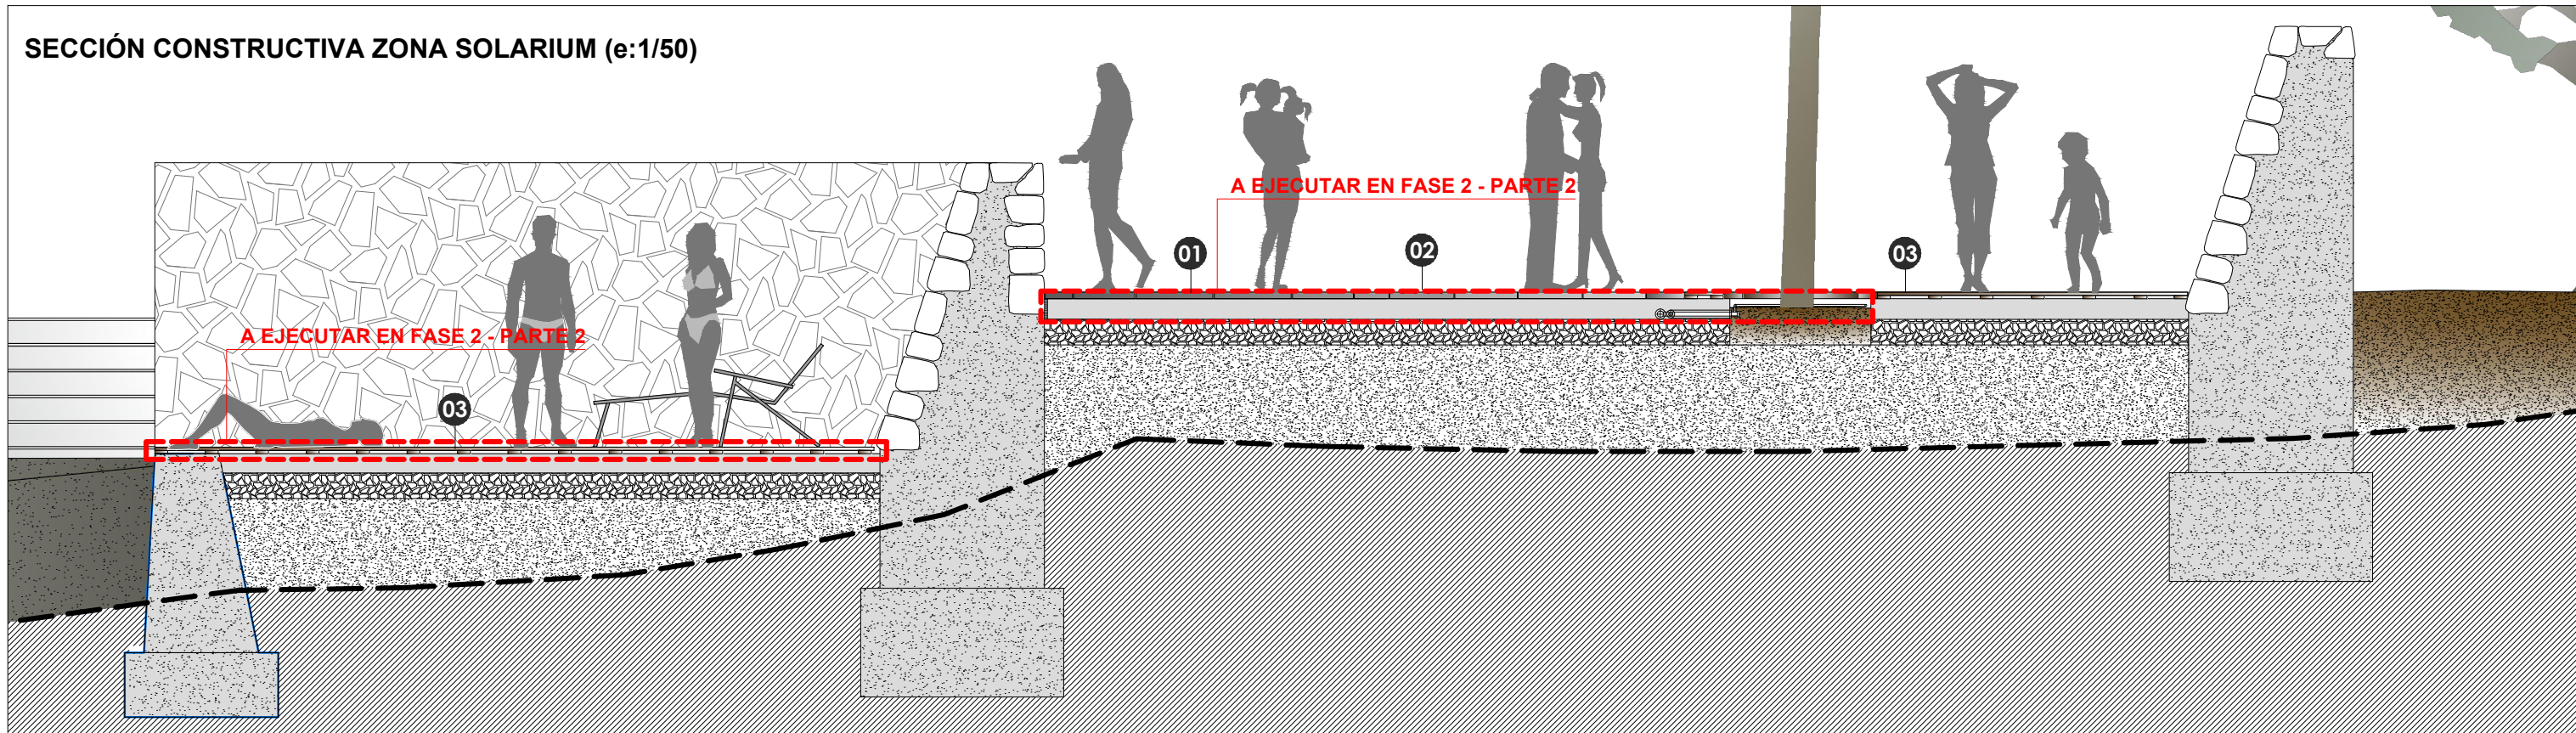 SECCIÓN CONSTRUCTIVA ZONA SOLARIUM (e:1/50)
A EJECUTAR EN FASE 2 - PARTE 2
01
02
03
A EJECUTAR EN FASE 2 - PARTE 2
03